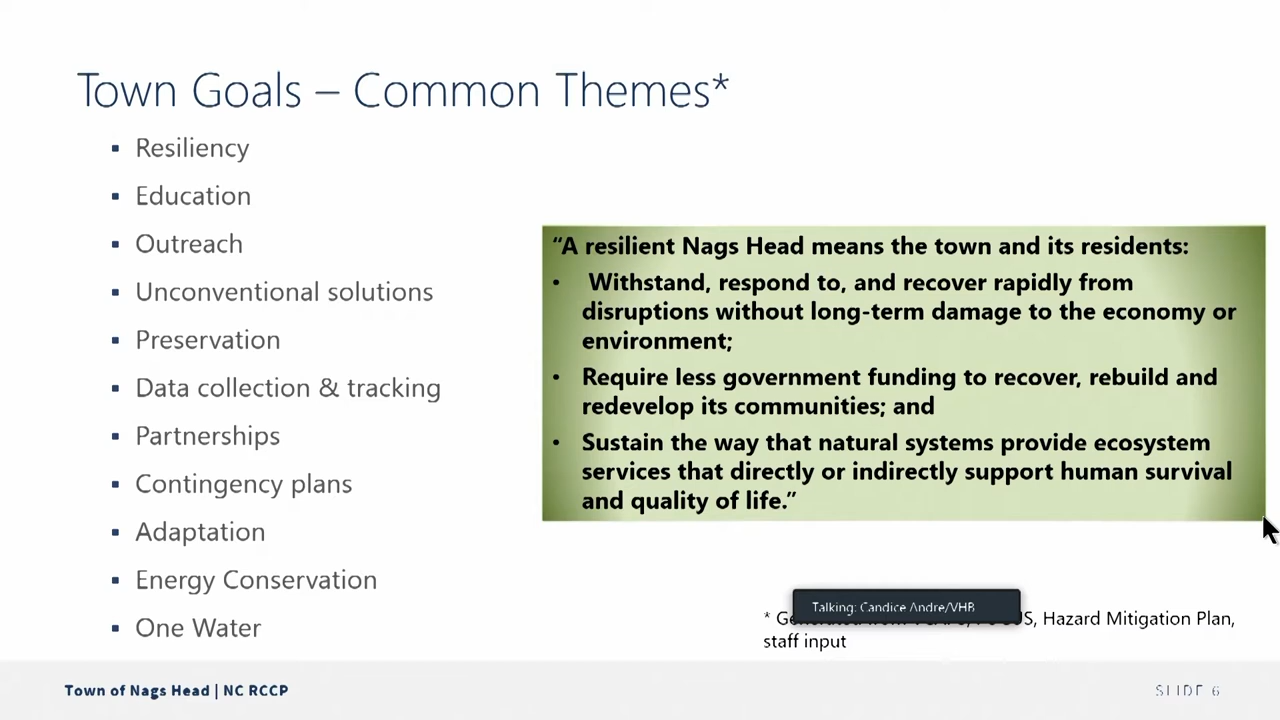 Town Goals – Common Themes*
▪ Resiliency
▪ Education
▪ Outreach
▪ Unconventional solutions
▪ Preservation
▪ Data collection & tracking
▪ Partnerships
▪ Contingency plans
▪ Adaptation
▪ Energy Conservation
▪ One Water
“A resilient Nags Head means the town and its residents:
• Withstand, respond to, and recover rapidly from
disruptions without long-term damage to the economy or
environment;
• Require less government funding to recover, rebuild and
redevelop its communities; and
• Sustain the way that natural systems provide ecosystem
services that directly or indirectly support human survival
and quality of life.”
Talking: Candice Andre/VHB
* Hazard Mitigation Plan,
staff input
Town of Nags Head | NC RCCP
SLIDE 6